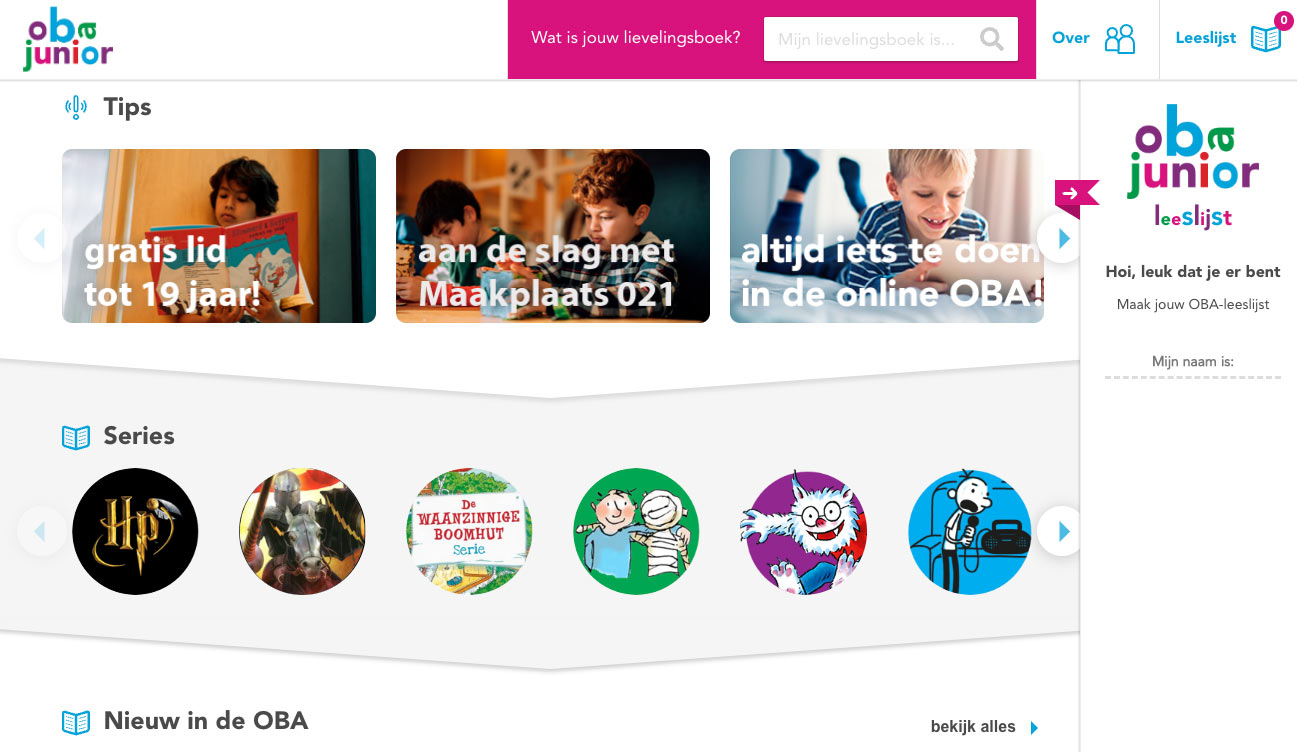 oba
junior
Wat is jouw lievelingsboek?
Mijn lievelingsboek is...
Over
Leeslijst
0
Tips
gratis lid
tot 19 jaar!
aan de slag met
Maakplaats 021
altijd iets te doen
in de online OBA!
oba
junior
leeslijst
Hoi, leuk dat je er bent
Maak jouw OBA-leeslijst
Mijn naam is:
Series
HP
De
WAANZINNIGE
BOOMHUT
Serie
Nieuw in de OBA
bekijk alles